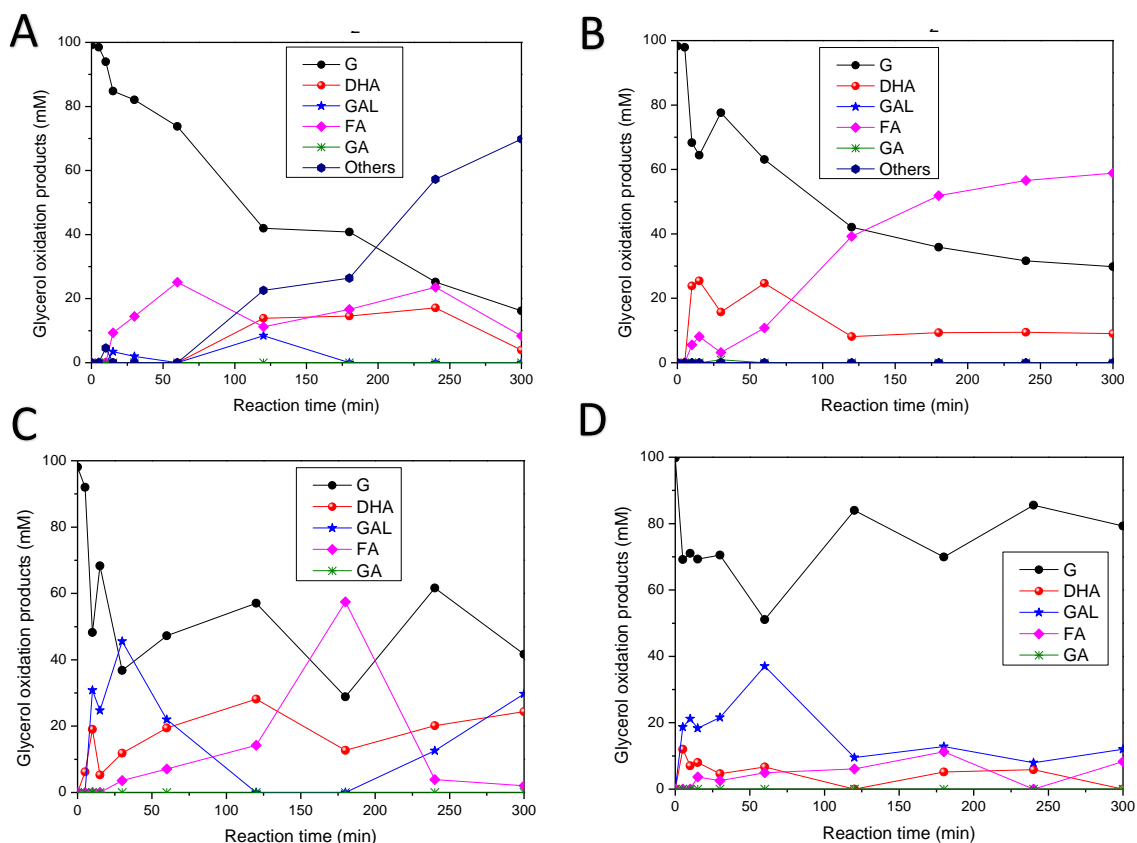 A
100
80
60
40
20
0
Glycerol oxidation products (mM)
G
DHA
GAL
FA
GA
Others
0 50 100 150 200 250 300
Reaction time (min)
B
100
80
60
40
20
0
Glycerol oxidation products (mM)
G
DHA
GAL
FA
GA
Others
0 50 100 150 200 250 300
Reaction time (min)
C
100
80
60
40
20
0
Glycerol oxidation products (mM)
G
DHA
GAL
FA
GA
0 50 100 150 200 250 300
Reaction time (min)
D
100
80
60
40
20
0
Glycerol oxidation products (mM)
G
DHA
GAL
FA
GA
0 50 100 150 200 250 300
Reaction time (min)